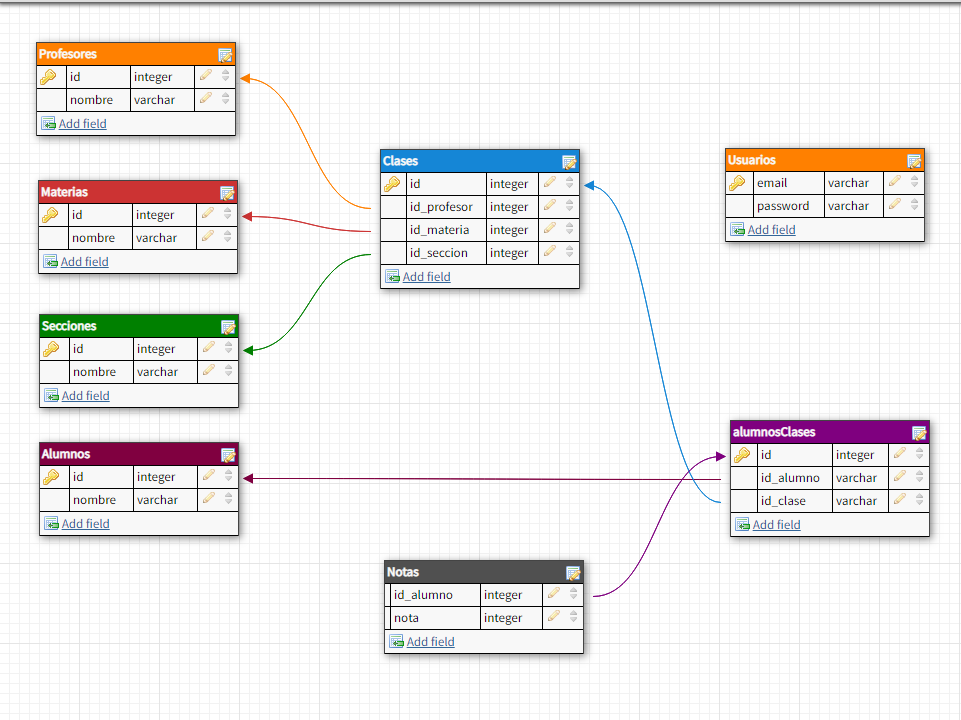 Profesores
id integer
nombre varchar
Add field
Materias
id integer
nombre varchar
Add field
Secciones
id integer
nombre varchar
Add field
Alumnos
id integer
nombre varchar
Add field
Clases
id integer
id_profesor integer
id_materia integer
id_seccion integer
Add field
Notas
id_alumno integer
nota integer
Add field
Usuarios
email varchar
password varchar
Add field
alumnosClases
id integer
id_alumno varchar
id_clase varchar
Add field